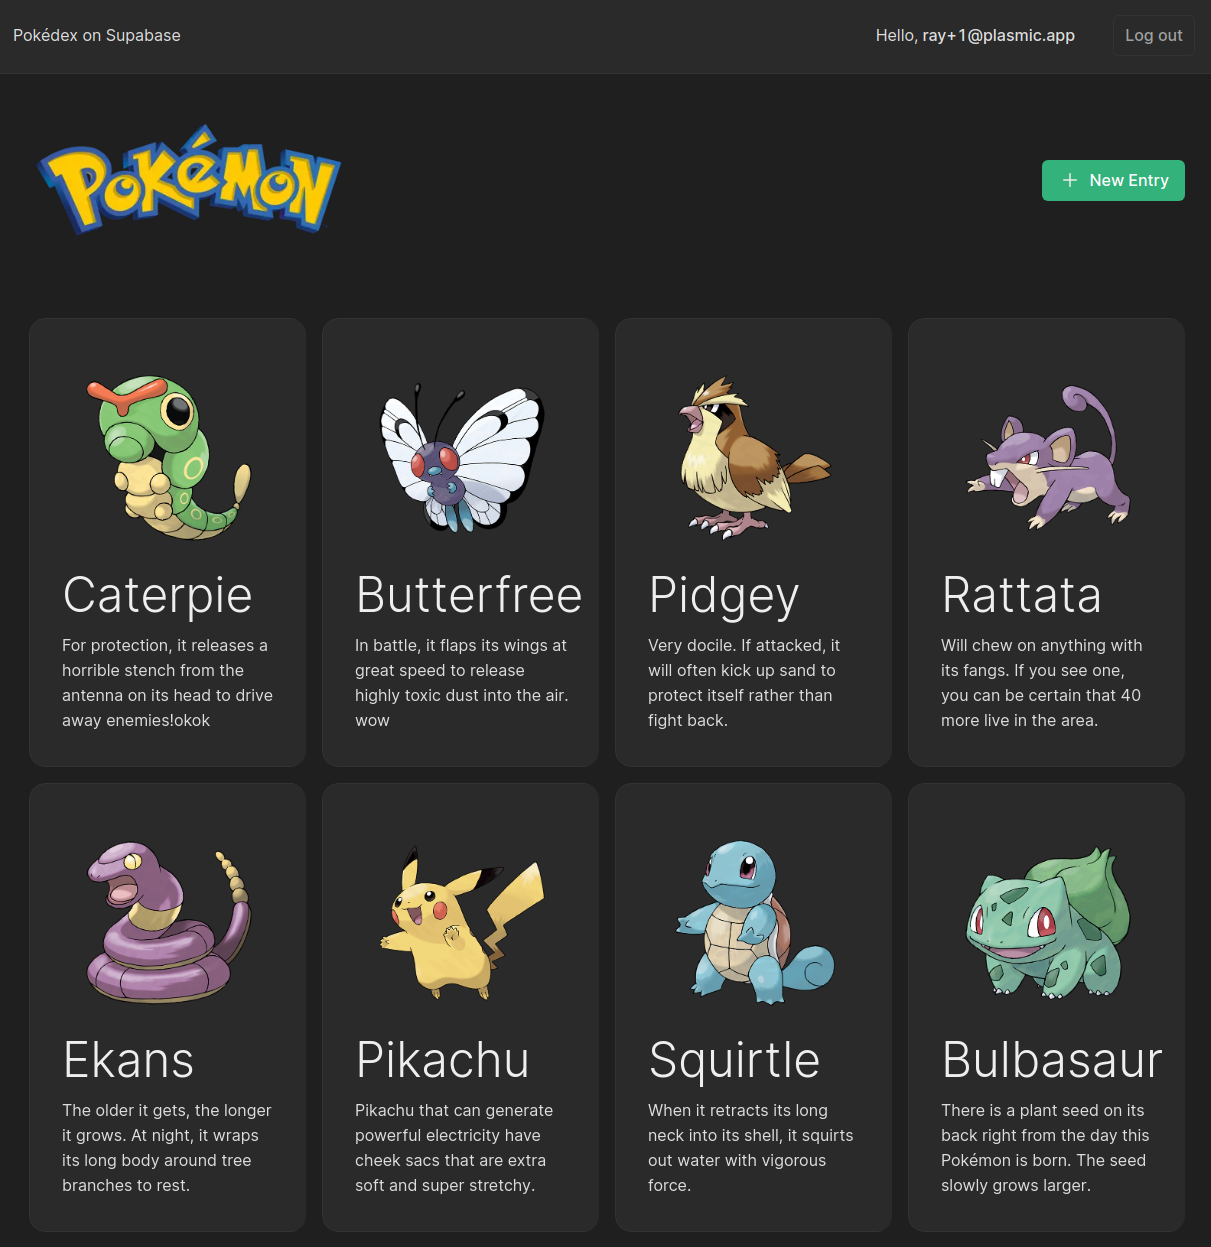 Pokédex on Supabase
Hello, ray+1@plasmic.app
Log out
POKéMON
New Entry
Caterpie
For protection, it releases a
horrible stench from the
antenna on its head to drive
away enemies!okok
Butterfree
In battle, it flaps its wings at
great speed to release
highly toxic dust into the air.
wow
Pidgey
Very docile. If attacked, it
will often kick up sand to
protect itself rather than
fight back.
Rattata
Will chew on anything with
its fangs. If you see one,
you can be certain that 40
more live in the area.
Ekans
The older it gets, the longer
it grows. At night, it wraps
its long body around tree
branches to rest.
Pikachu
Pikachu that can generate
powerful electricity have
cheek sacs that are extra
soft and super stretchy.
Squirtle
When it retracts its long
neck into its shell, it squirts
out water with vigorous
force.
Bulbasaur
There is a plant seed on its
back right from the day this
Pokémon is born. The seed
slowly grows larger.